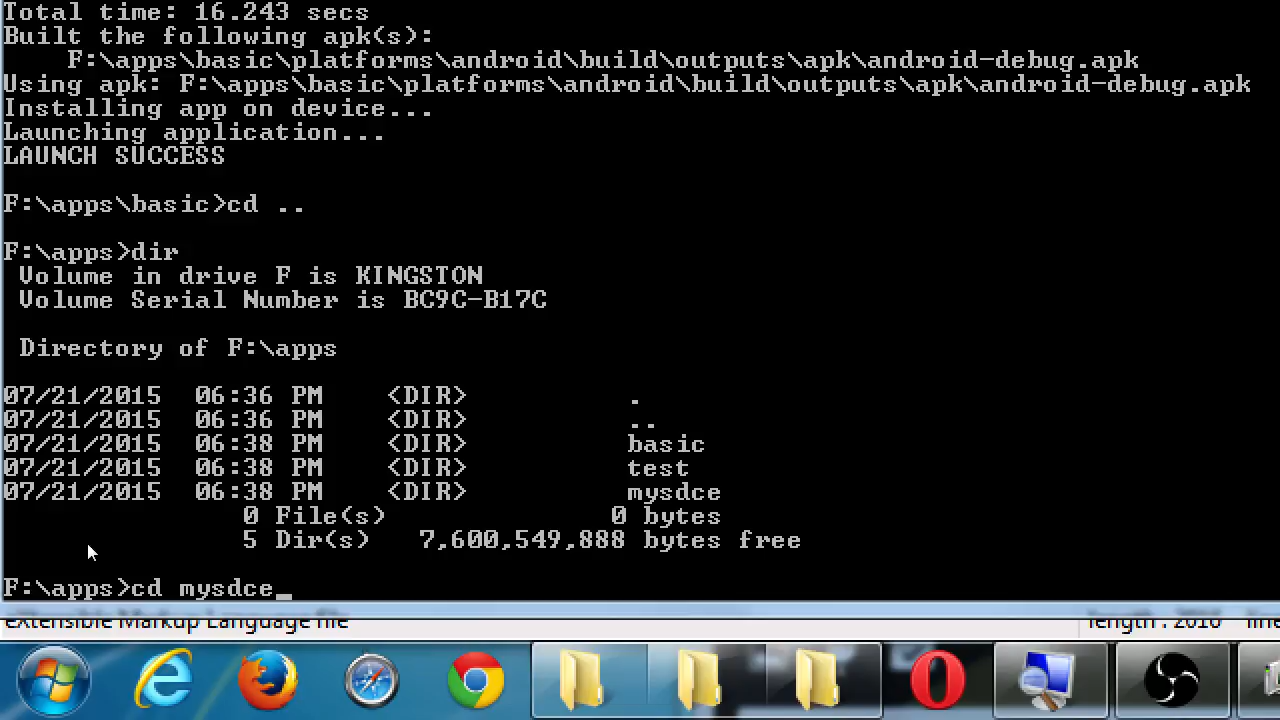 Total time: 16.243 secs
Built the following apk(s):
F:\apps\basic\platforms\android\build\outputs\apk\android-debug.apk
Using apk: F:\apps\basic\platforms\android\build\outputs\apk\android-debug.apk
Installing app on device...
Launching application...
LAUNCH SUCCESS
F:\apps\basic>cd ..
F:\apps>dir
Volume in drive F is KINGSTON
Volume Serial Number is BC9C-B17C
Directory of F:\apps
07/21/2015 06:36 PM <DIR> .
07/21/2015 06:36 PM <DIR> ..
07/21/2015 06:38 PM <DIR> basic
07/21/2015 06:38 PM <DIR> test
07/21/2015 06:38 PM <DIR> mysdce
0 File(s) 0 bytes
5 Dir(s) 7,600,549,888 bytes free
F:\apps>cd mysdce_
eXtensible Markup Language file length : 2016 line